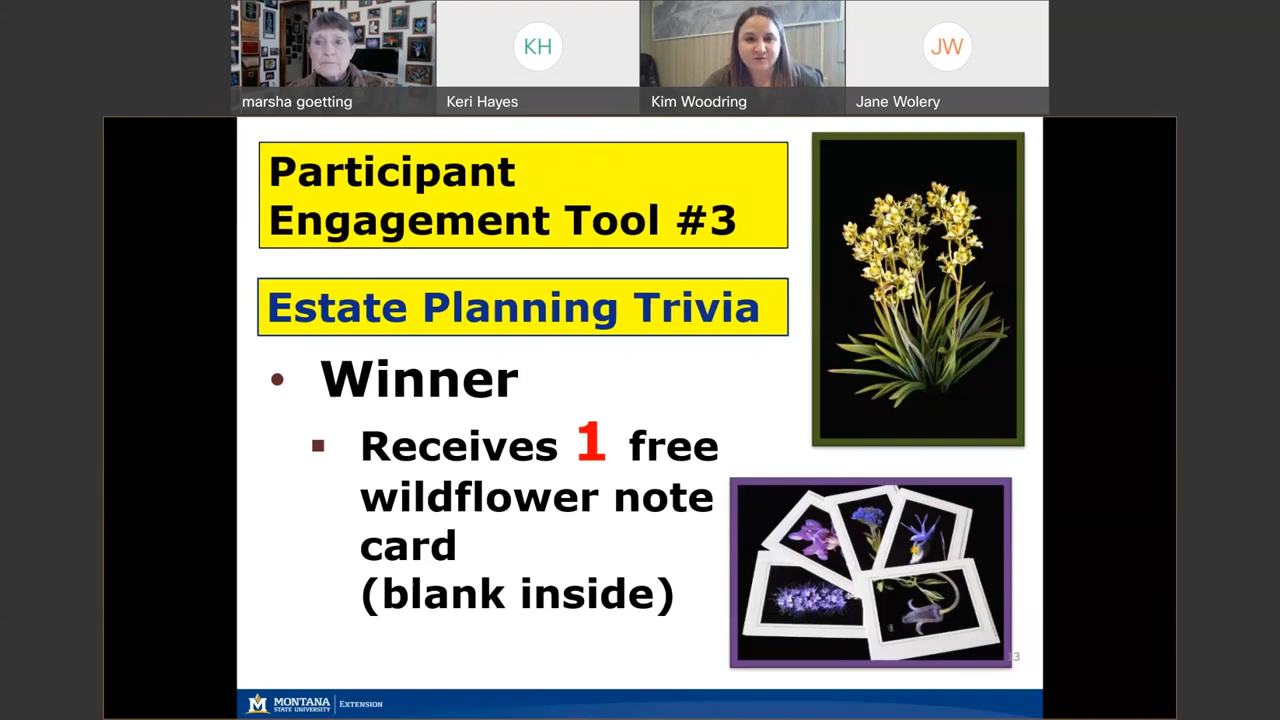 KH
JW
marsha goetting
Keri Hayes
Kim Woodring
Jane Wolery
Participant
Engagement Tool #3
Estate Planning Trivia
• Winner
▪ Receives 1 free
wildflower note
card
(blank inside)
13
M MONTANA
STATE UNIVERSITY
EXTENSION